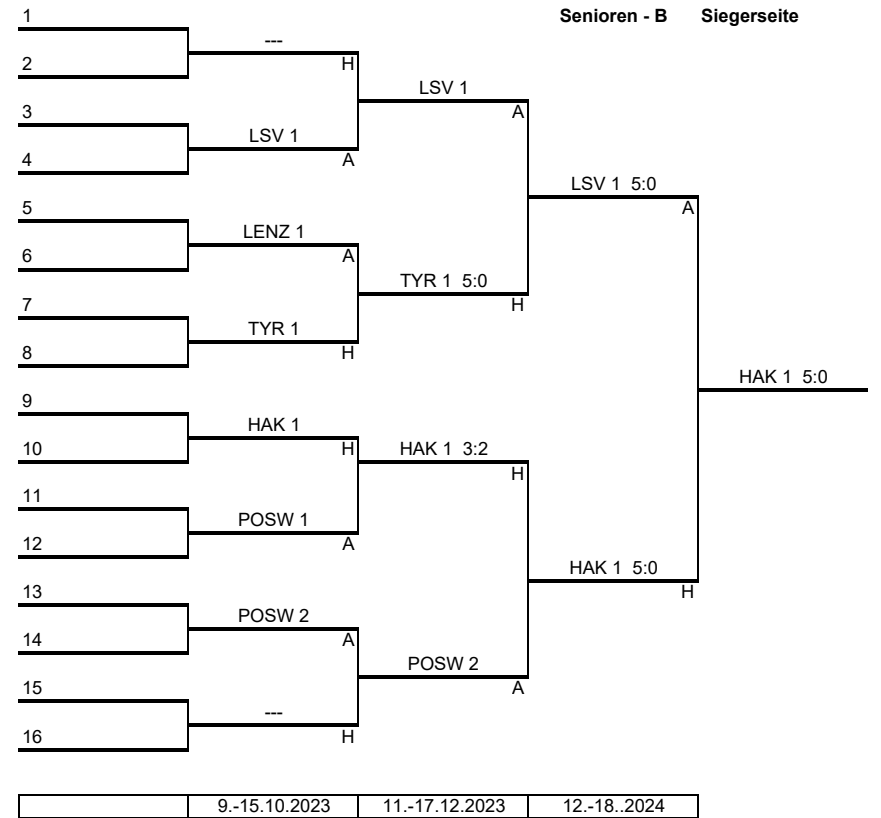 1
Senioren - B Siegerseite
---
2
H
LSV 1
3
A
LSV 1
4
A
LSV 1 5:0
5
A
LENZ 1
6
A
TYR 1 5:0
7
H
TYR 1
8
H
HAK 1 5:0
9
HAK 1
10
H
HAK 1 3:2
H
11
POSW 1
12
A
HAK 1 5:0
13
H
POSW 2
14
A
POSW 2
15
A
---
16
H
9.-15.10.2023 11.-17.12.2023 12.-18..2024